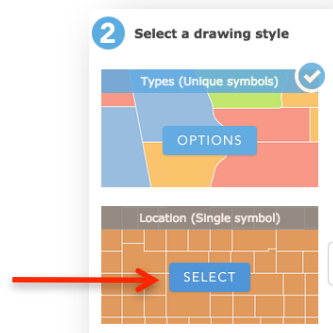 2 Select a drawing style
Types (Unique symbols)
OPTIONS
Location (Single symbol)
SELECT